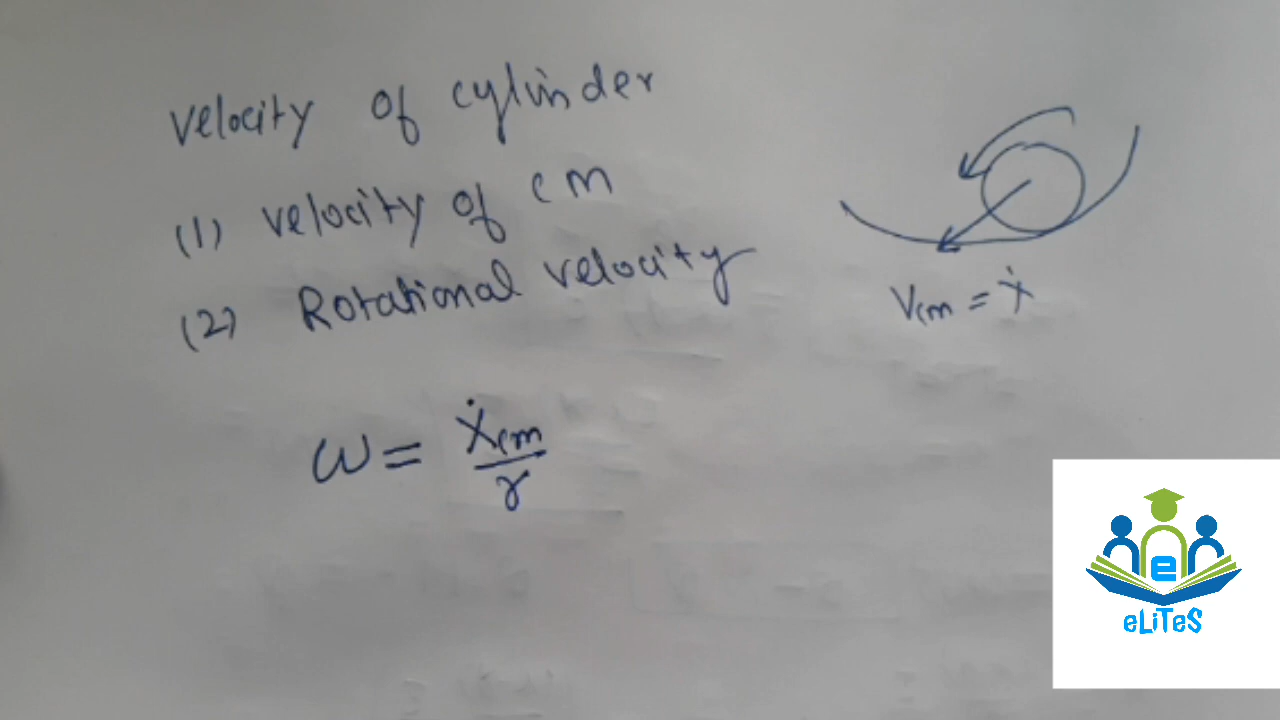 velocity of cylinder
(1) velocity of cm
(2) Rotational velocity
Vcm = ẋ
ω = ẋcm / r
e
eLiTeS